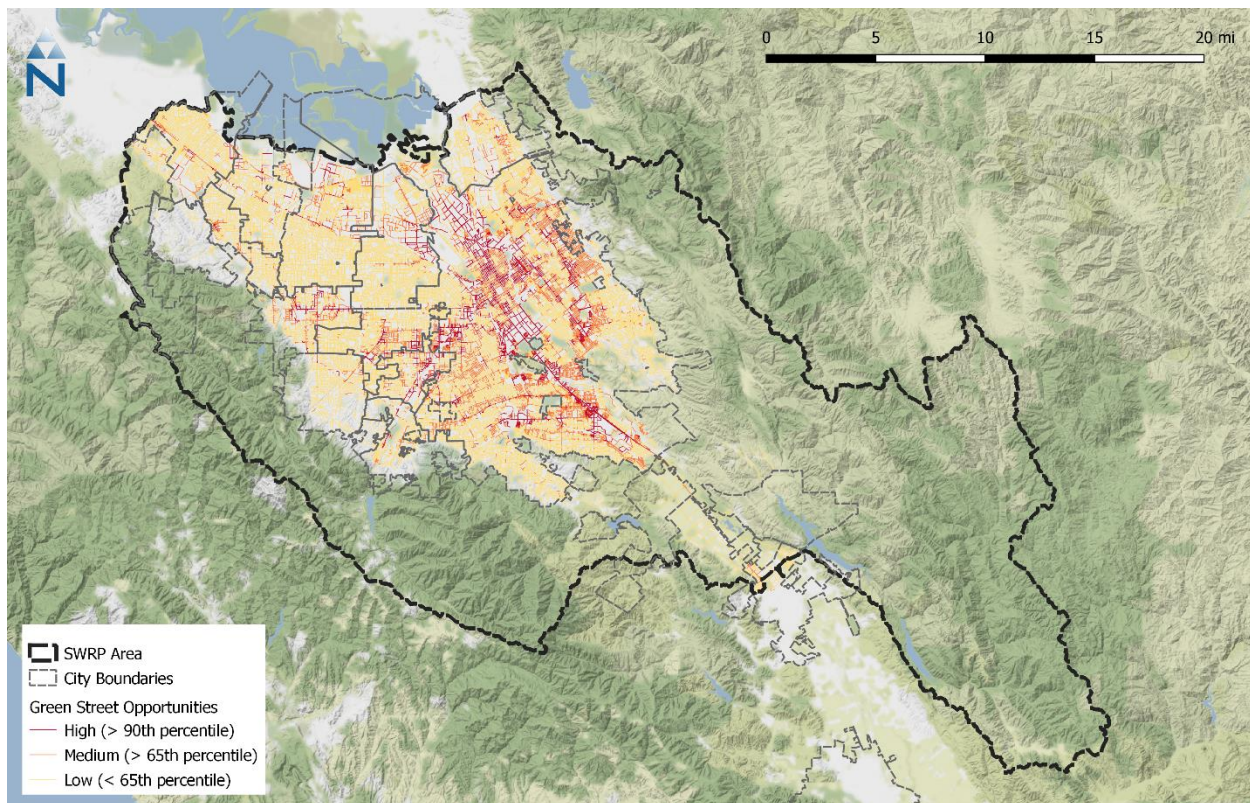 N
0 5 10 15 20 mi
SWRP Area
City Boundaries
Green Street Opportunities
High (> 90th percentile)
Medium (> 65th percentile)
Low (< 65th percentile)